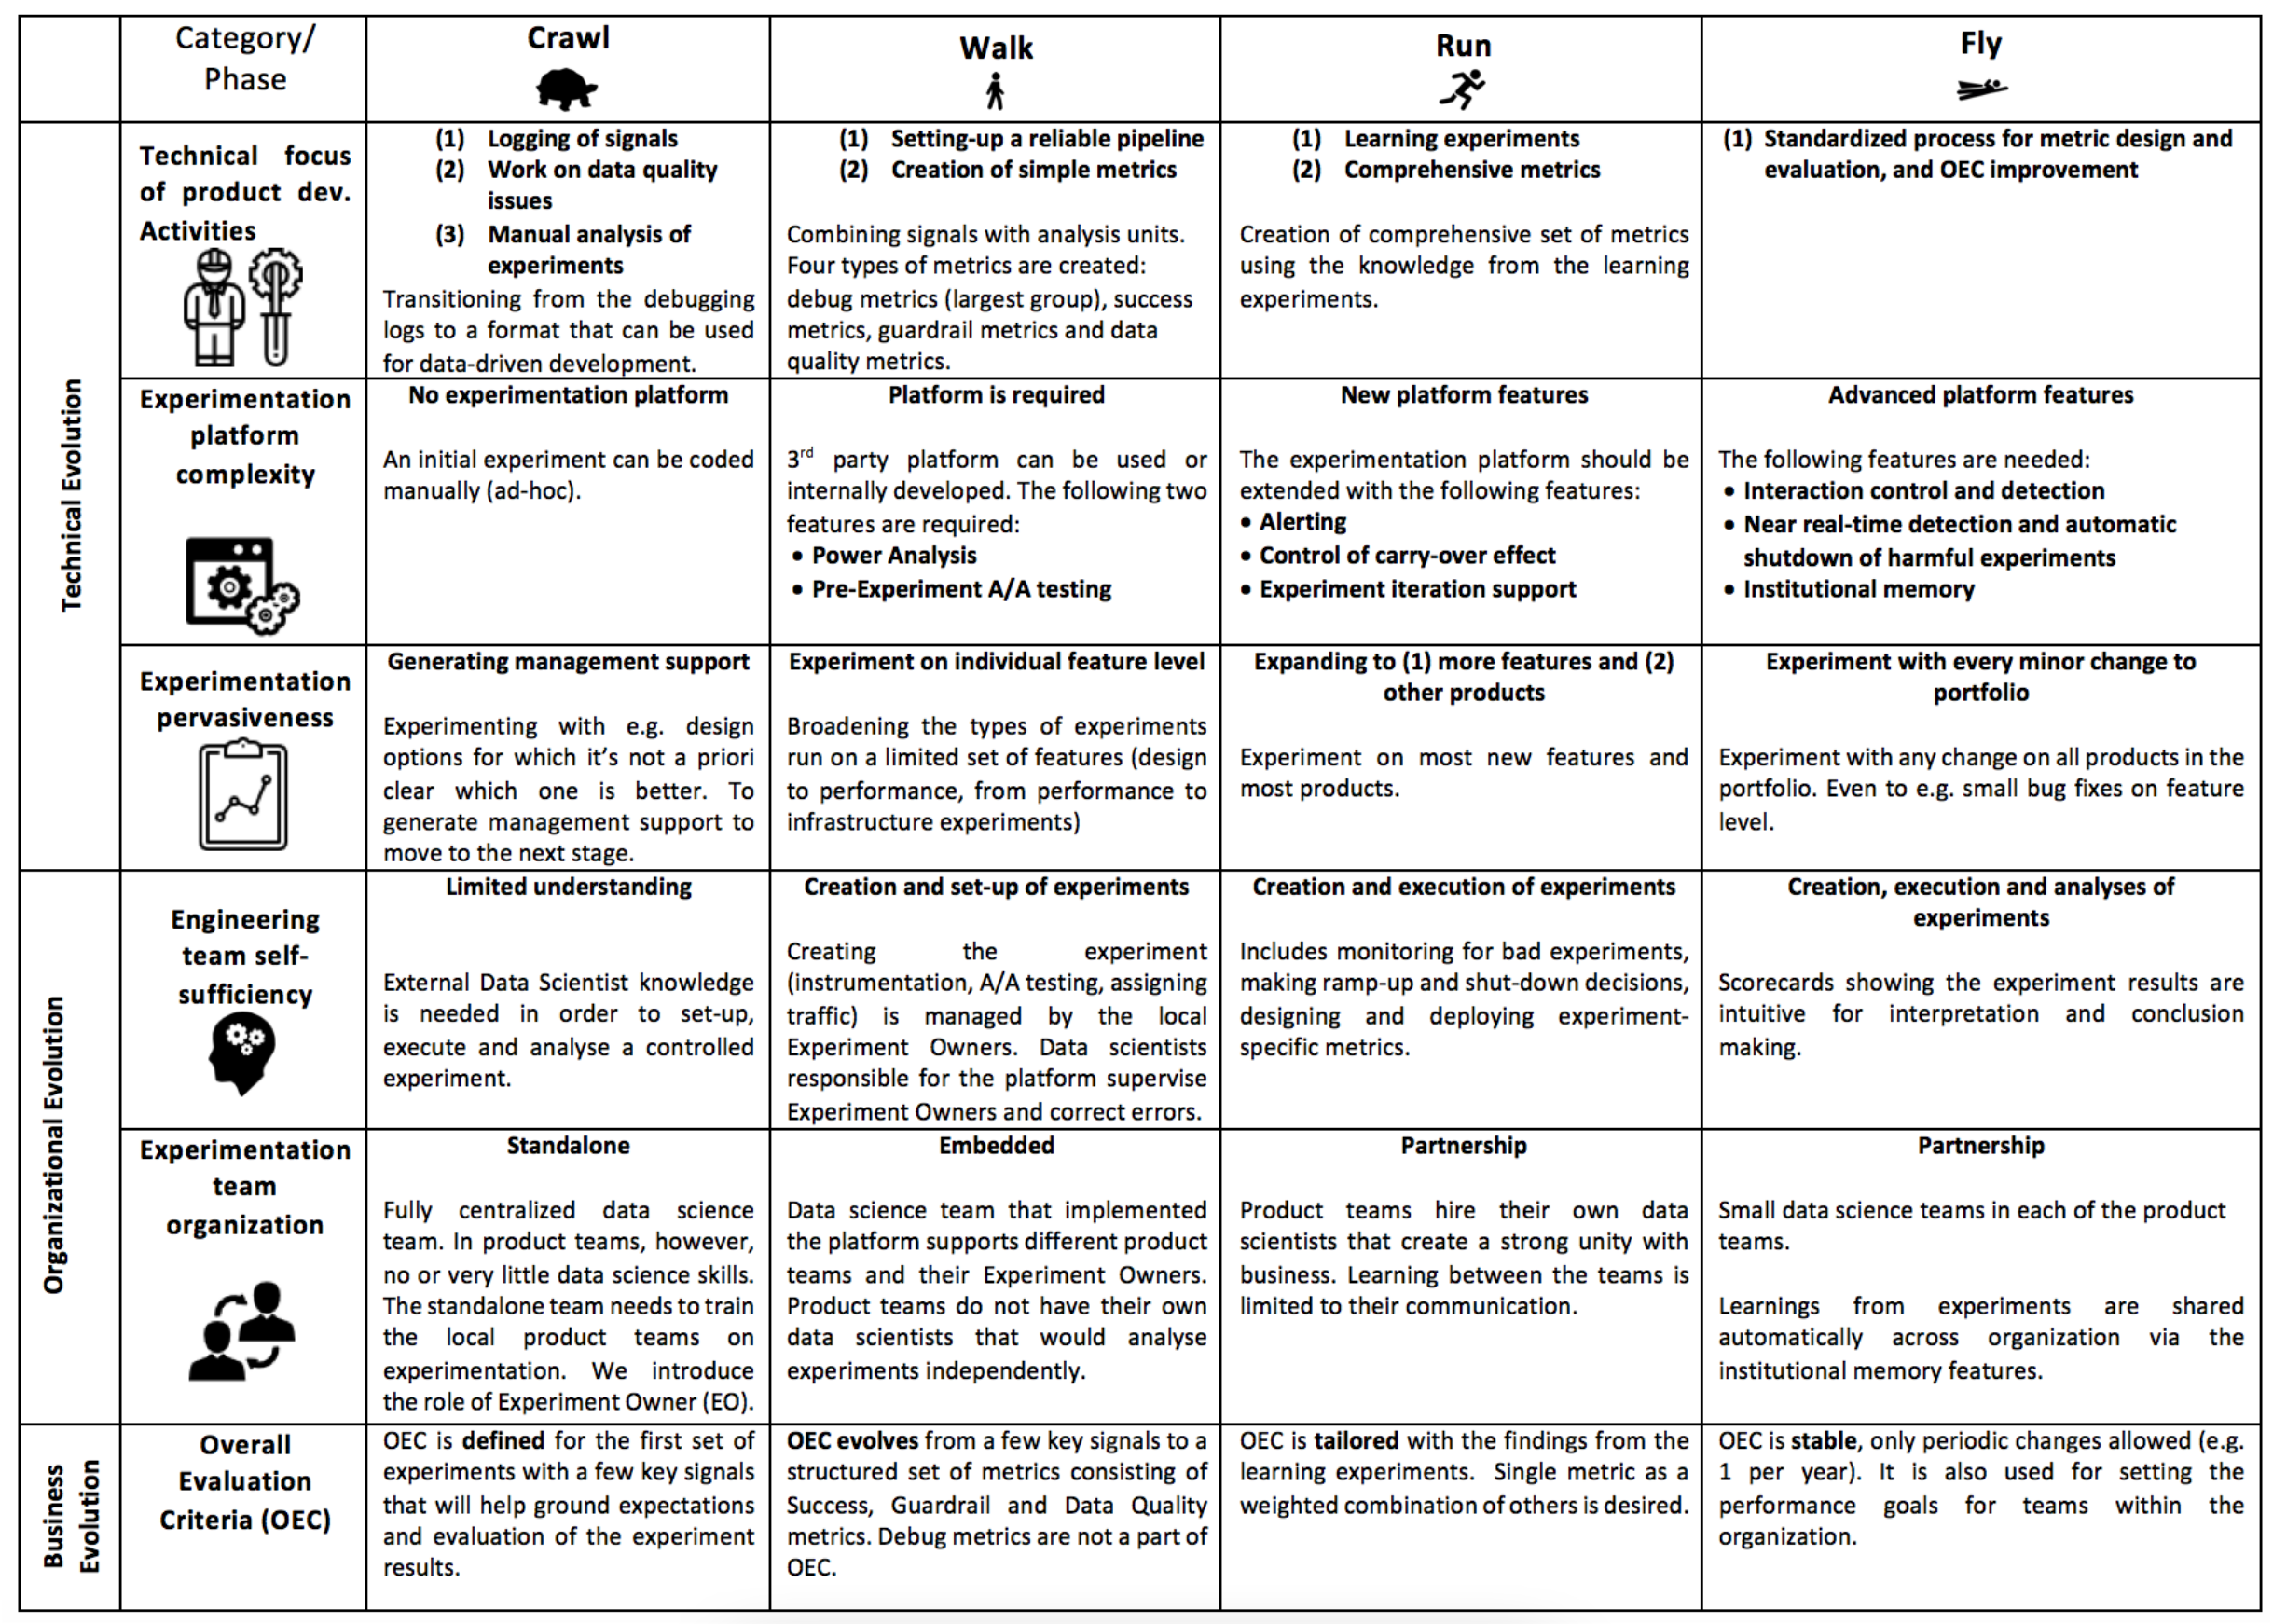 Category/
Phase
Crawl
Walk
Run
Fly
Technical Evolution
Technical focus
of product dev.
Activities
(1) Logging of signals
(2) Work on data quality
issues
(3) Manual analysis of
experiments
Transitioning from the debugging
logs to a format that can be used
for data-driven development.
(1) Setting-up a reliable pipeline
(2) Creation of simple metrics
Combining signals with analysis units.
Four types of metrics are created:
debug metrics (largest group), success
metrics, guardrail metrics and data
quality metrics.
(1) Learning experiments
(2) Comprehensive metrics
Creation of comprehensive set of metrics
using the knowledge from the learning
experiments.
(1) Standardized process for metric design and
evaluation, and OEC improvement
Experimentation
platform
complexity
No experimentation platform
An initial experiment can be coded
manually (ad-hoc).
Platform is required
3rd party platform can be used or
internally developed. The following two
features are required:
• Power Analysis
• Pre-Experiment A/A testing
New platform features
The experimentation platform should be
extended with the following features:
• Alerting
• Control of carry-over effect
• Experiment iteration support
Advanced platform features
The following features are needed:
• Interaction control and detection
• Near real-time detection and automatic
shutdown of harmful experiments
• Institutional memory
Experimentation
pervasiveness
Generating management support
Experimenting with e.g. design
options for which it's not a priori
clear which one is better. To
generate management support to
move to the next stage.
Experiment on individual feature level
Broadening the types of experiments
run on a limited set of features (design
to performance, from performance to
infrastructure experiments)
Expanding to (1) more features and (2)
other products
Experiment on most new features and
most products.
Experiment with every minor change to
portfolio
Experiment with any change on all products in the
portfolio. Even to e.g. small bug fixes on feature
level.
Organizational Evolution
Engineering
team self-
sufficiency
Limited understanding
External Data Scientist knowledge
is needed in order to set-up,
execute and analyse a controlled
experiment.
Creation and set-up of experiments
Creating the experiment
(instrumentation, A/A testing, assigning
traffic) is managed by the local
Experiment Owners. Data scientists
responsible for the platform supervise
Experiment Owners and correct errors.
Creation and execution of experiments
Includes monitoring for bad experiments,
making ramp-up and shut-down decisions,
designing and deploying experiment-
specific metrics.
Creation, execution and analyses of
experiments
Scorecards showing the experiment results are
intuitive for interpretation and conclusion
making.
Experimentation
team
organization
Standalone
Fully centralized data science
team. In product teams, however,
no or very little data science skills.
The standalone team needs to train
the local product teams on
experimentation. We introduce
the role of Experiment Owner (EO).
Embedded
Data science team that implemented
the platform supports different product
teams and their Experiment Owners.
Product teams do not have their own
data scientists that would analyse
experiments independently.
Partnership
Product teams hire their own data
scientists that create a strong unity with
business. Learning between the teams is
limited to their communication.
Partnership
Small data science teams in each of the product
teams.
Learnings from experiments are shared
automatically across organization via the
institutional memory features.
Business
Evolution
Overall
Evaluation
Criteria (OEC)
OEC is defined for the first set of
experiments with a few key signals
that will help ground expectations
and evaluation of the experiment
results.
OEC evolves from a few key signals to a
structured set of metrics consisting of
Success, Guardrail and Data Quality
metrics. Debug metrics are not a part of
OEC.
OEC is tailored with the findings from the
learning experiments. Single metric as a
weighted combination of others is desired.
OEC is stable, only periodic changes allowed (e.g.
1 per year). It is also used for setting the
performance goals for teams within the
organization.